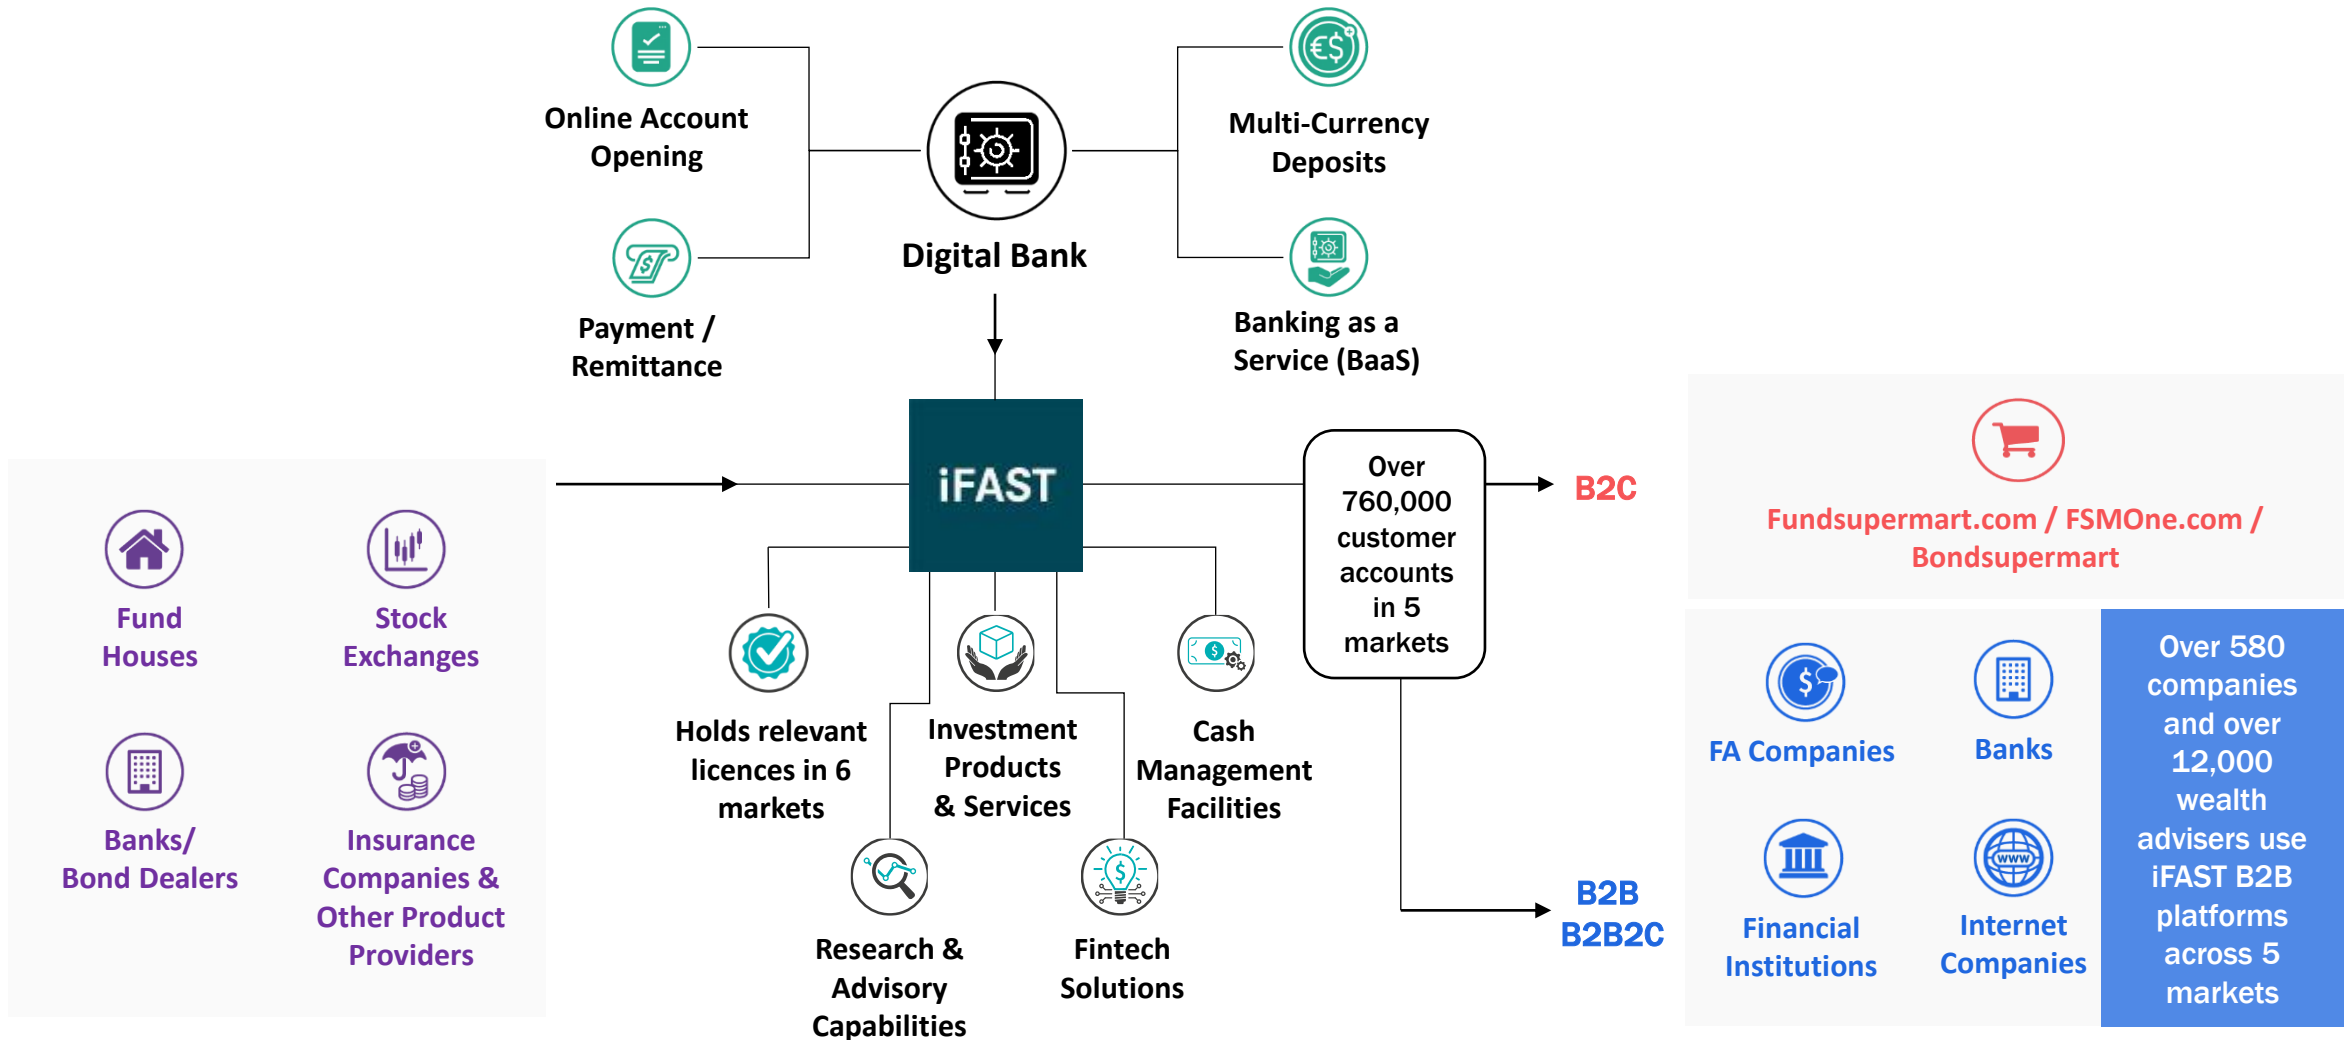 Online Account
Opening
Multi-Currency
Deposits
Digital Bank
Payment /
Remittance
Banking as a
Service (BaaS)
Fund
Houses
Stock
Exchanges
Banks/
Bond Dealers
Insurance
Companies &
Other Product
Providers
iFAST
Holds relevant
licences in 6
markets
Investment
Products
& Services
Cash
Management
Facilities
Research &
Advisory
Capabilities
Fintech
Solutions
Over
760,000
customer
accounts
in 5
markets
B2C
Fundsupermart.com / FSMOne.com /
Bondsupermart
B2B
B2B2C
FA Companies
Banks
Financial
Institutions
www
Internet
Companies
Over 580
companies
and over
12,000
wealth
advisers use
iFAST B2B
platforms
across 5
markets